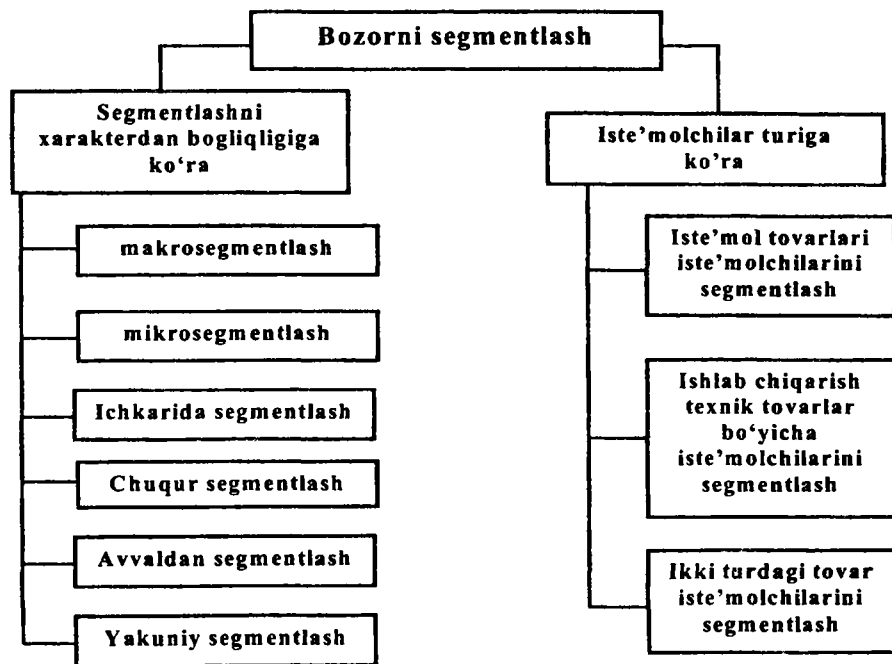 Bozorni segmentlash
Segmentlashni
xarakterdan bogliqligiga
ko‘ra
makrosegmentlash
mikrosegmentlash
Ichkarida segmentlash
Chuqur segmentlash
Avvaldan segmentlash
Yakuniy segmentlash
Iste’molchilar turiga
ko’ra
Iste’mol tovarlari
iste’molchilarini
segmentlash
Ishlab chiqarish
texnik tovarlar
bo‘yicha
iste’molchilarini
segmentlash
Ikki turdagi tovar
iste’molchilarini
segmentlash